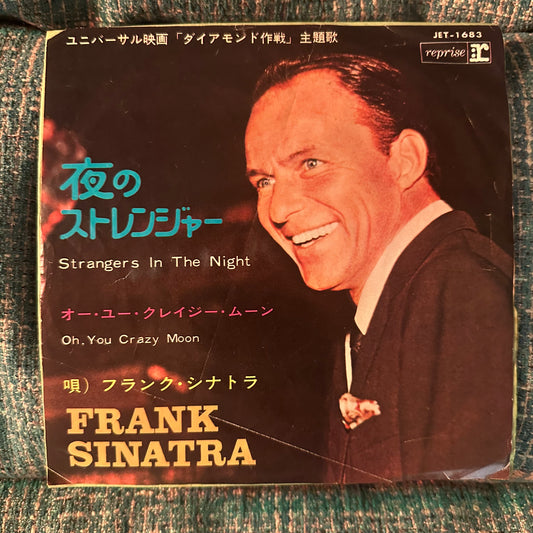 JET-1683
ユニバーサル映画「ダイアモンド作戦」主題歌
reprise r:
夜の
ストレンジャー
Strangers In The Night
オー・ユー・クレイジー・ムーン
Oh, You Crazy Moon
唄）フランク・シナトラ
FRANK
SINATRA